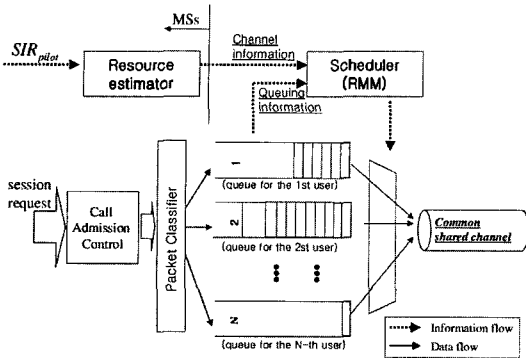 MSs
SIRpilot
Resource
estimator
Channel
information
Scheduler
(RMM)
Queuing
information
session
request
Call
Admission
Control
Packet Classifier
1
(queue for the 1st user)
2
(queue for the 2st user)
N
(queue for the N-th user)
Common
shared channel
Information flow
Data flow